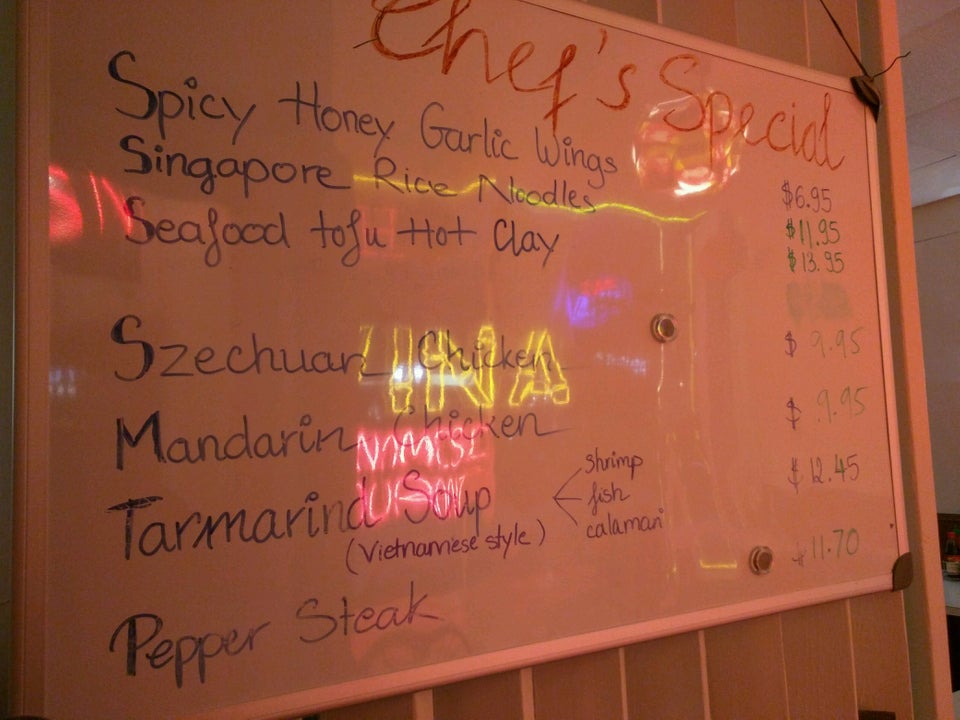 Chef's Special
Spicy Honey Garlic Wings $6.95
Singapore Rice Noodles $11.95
Seafood tofu Hot Clay $13.95
Szechuan Chicken $9.95
Mandarin Chicken $9.95
Tarmarind Soup $12.45
shrimp
fish
calamari
(Vietnamese style)
Pepper Steak $11.70